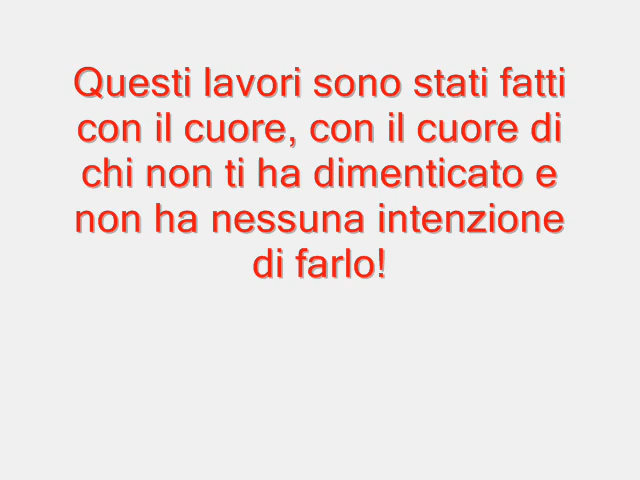 Questi lavori sono stati fatti
con il cuore, con il cuore di
chi non ti ha dimenticato e
non ha nessuna intenzione
di farlo!